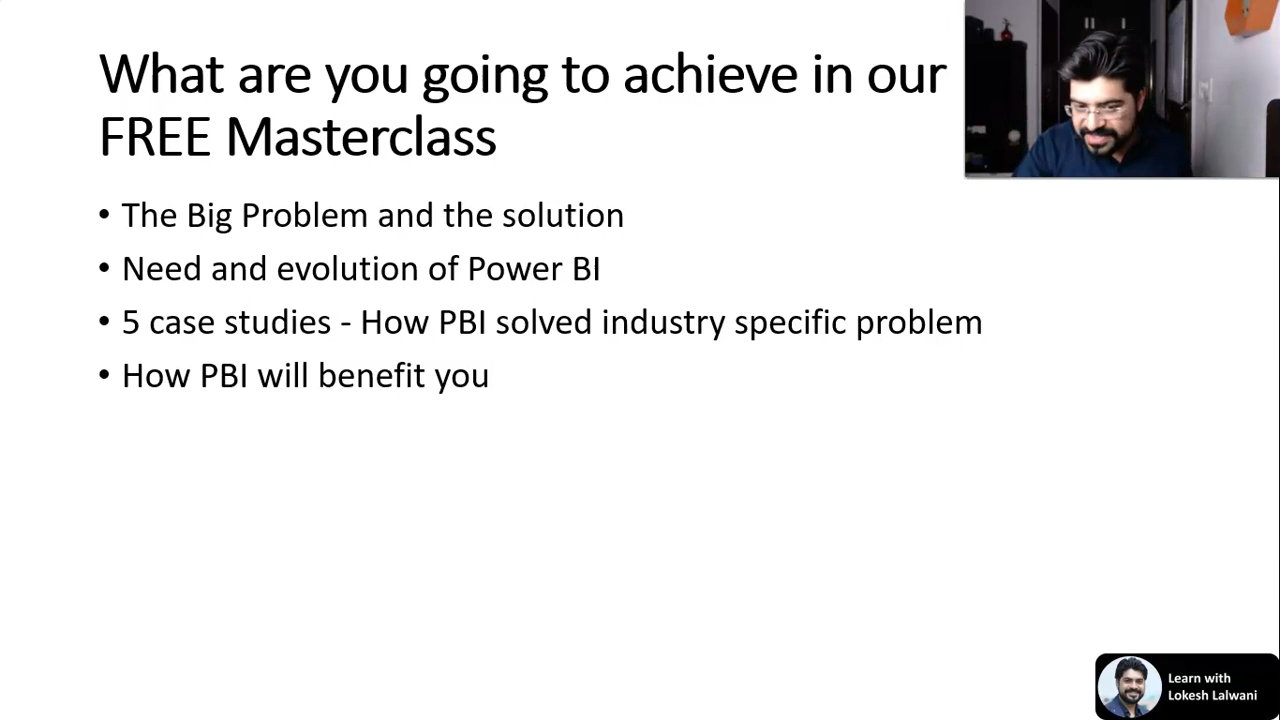 What are you going to achieve in our
FREE Masterclass
• The Big Problem and the solution
• Need and evolution of Power BI
• 5 case studies - How PBI solved industry specific problem
• How PBI will benefit you
Learn with
Lokesh Lalwani